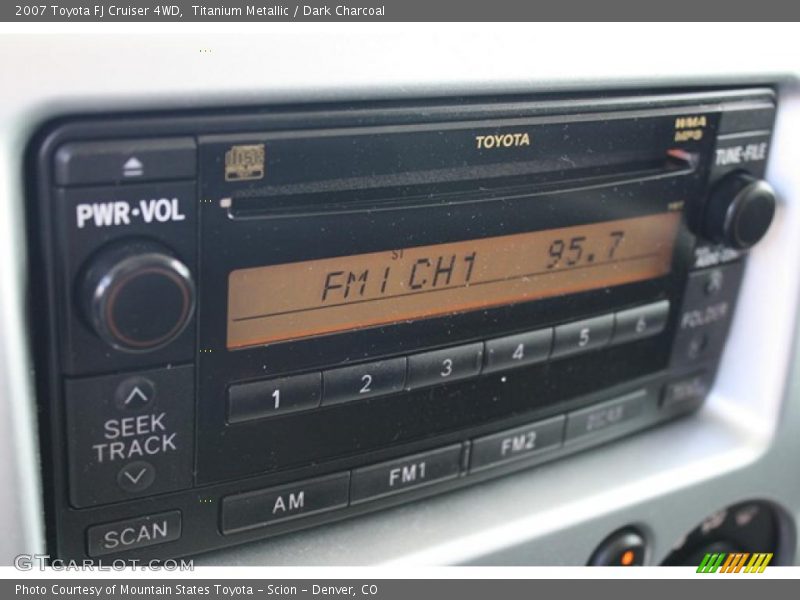 2007 Toyota FJ Cruiser 4WD,  Titanium Metallic / Dark Charcoal
TOYOTA
WMA
MP3
TUNE•FILE
PWR•VOL
ST
FM1 CH1 95.7
FOLDER
1 2 3 4 5 6
SEEK
TRACK
AM FM1 FM2
SCAN
GTCARLOT.COM
Photo Courtesy of Mountain States Toyota – Scion – Denver, CO